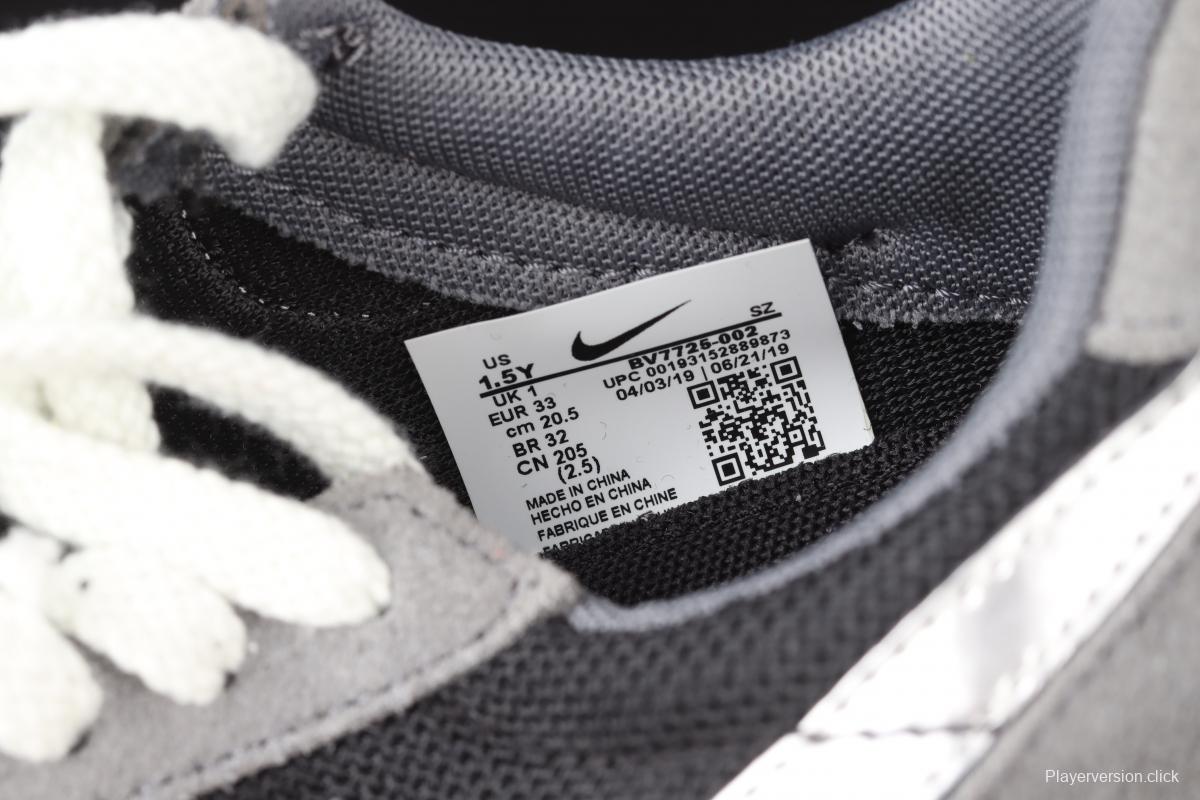 US
SZ
1.5Y
BV7725-002
UK 1
UPC 00193152889873
EUR 33
04/03/19 | 06/21/19
cm 20.5
BR 32
CN 205
(2.5)
MADE IN CHINA
HECHO EN CHINA
FABRIQUE EN CHINE
Playerversion.click